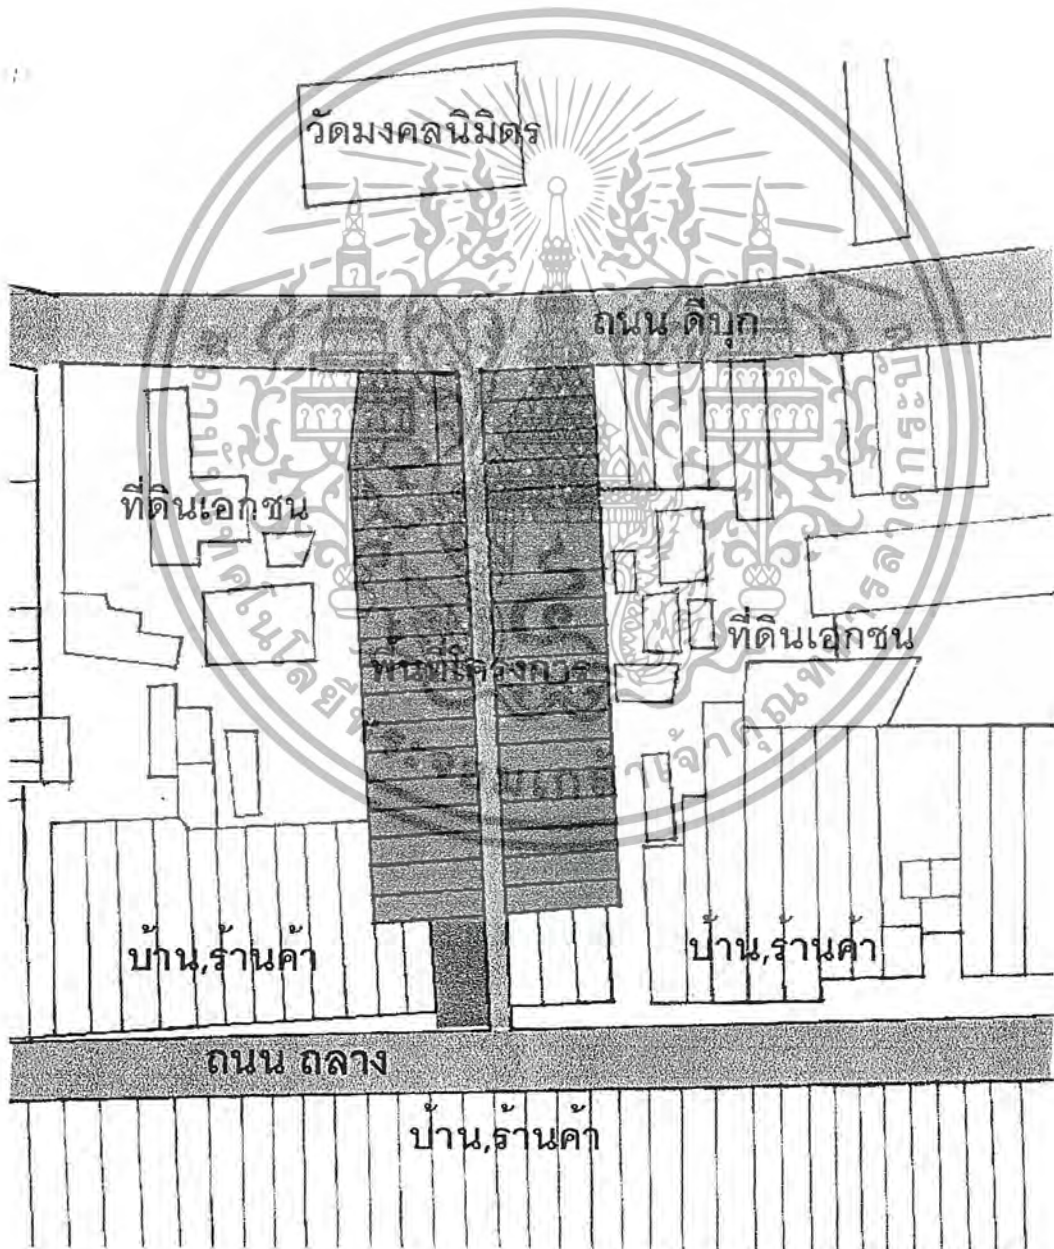 วัดมงคลนิมิตร
ถนน ดีบุก
ที่ดินเอกชน
ที่ดินเอกชน
พื้นที่โครงการ
บ้าน,ร้านค้า
บ้าน,ร้านค้า
ถนน ถลาง
บ้าน,ร้านค้า